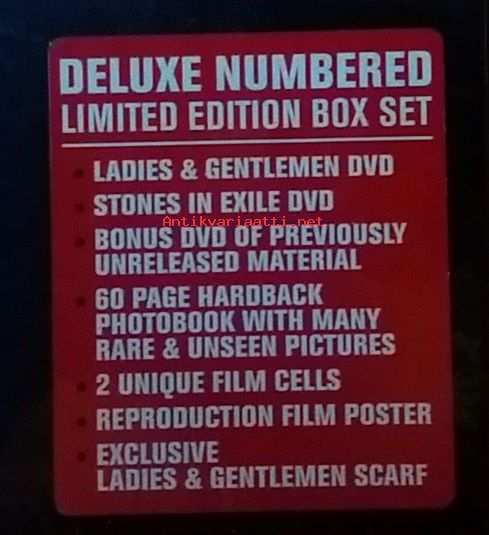 DELUXE NUMBERED
LIMITED EDITION BOX SET
• LADIES & GENTLEMEN DVD
• STONES IN EXILE DVD
Antikvariaatti.net
• BONUS DVD OF PREVIOUSLY
UNRELEASED MATERIAL
• 60 PAGE HARDBACK
PHOTOBOOK WITH MANY
RARE & UNSEEN PICTURES
• 2 UNIQUE FILM CELLS
• REPRODUCTION FILM POSTER
• EXCLUSIVE
LADIES & GENTLEMEN SCARF